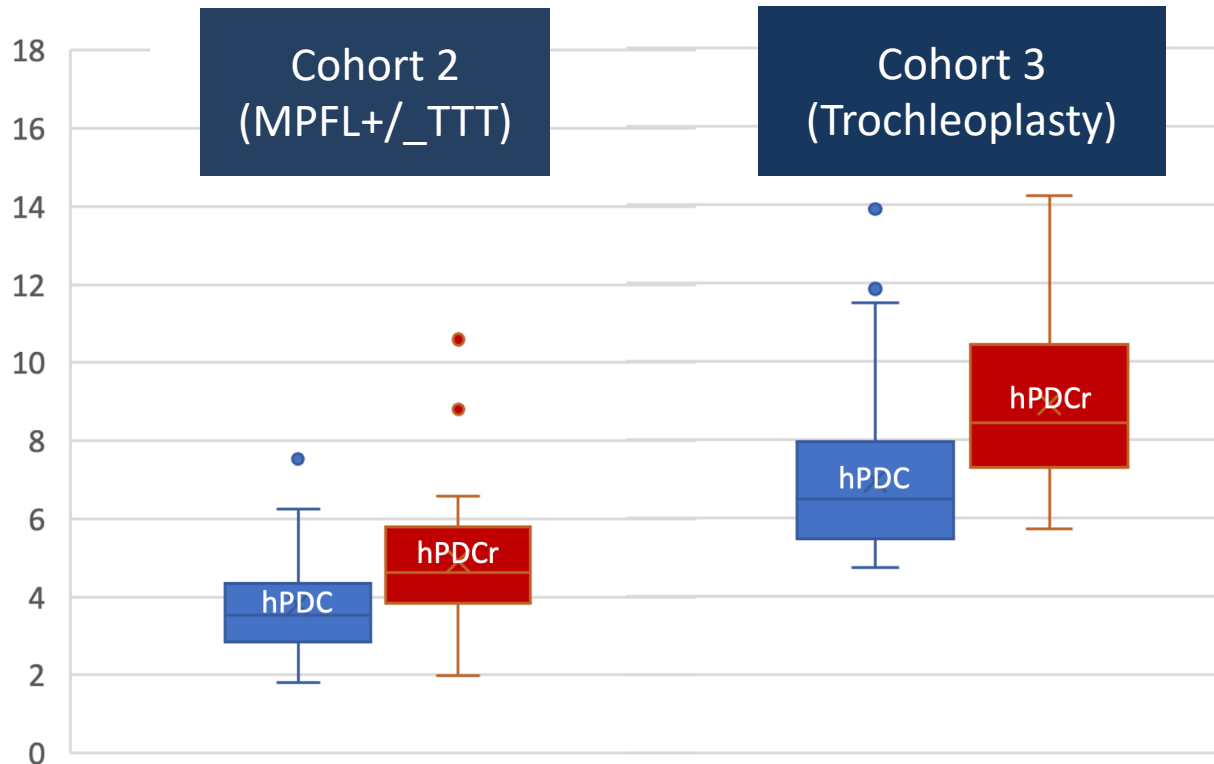 Cohort 2
(MPFL+/_TTT)
Cohort 3
(Trochleoplasty)
18
16
14
12
10
8
6
4
2
0
hPDC
hPDCr
hPDC
hPDCr